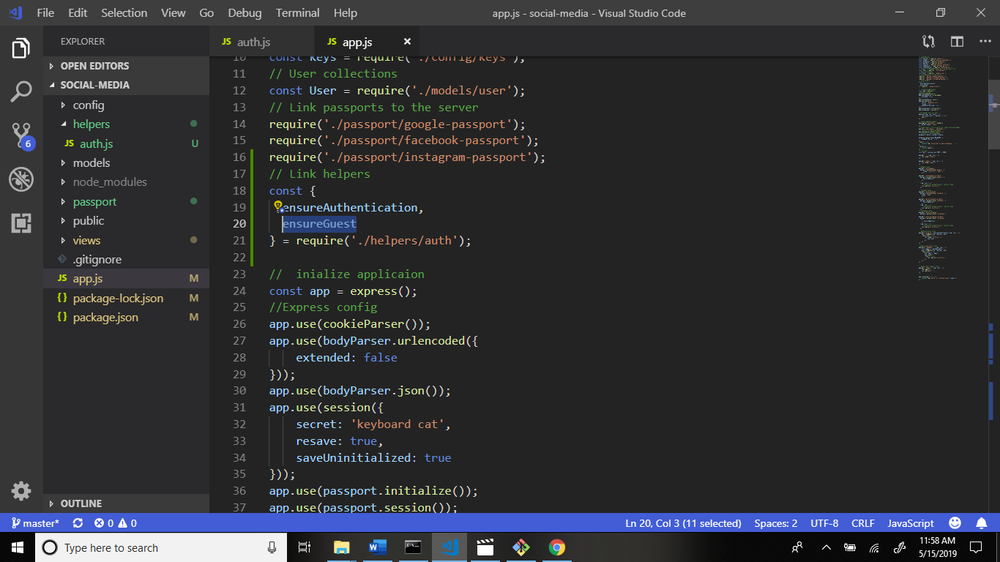 File Edit Selection View Go Debug Terminal Help
app.js - social-media - Visual Studio Code
EXPLORER
OPEN EDITORS
SOCIAL-MEDIA
config
helpers
JS auth.js U
models
node_modules
passport
public
views
.gitignore
JS app.js M
{} package-lock.json M
{} package.json M
OUTLINE
6
JS auth.js
JS app.js
10 const keys = require('./config/keys');
11 // User collections
12 const User = require('./models/user');
13 // Link passports to the server
14 require('./passport/google-passport');
15 require('./passport/facebook-passport');
16 require('./passport/instagram-passport');
17 // Link helpers
18 const {
19 ensureAuthentication,
20 ensureGuest
21 } = require('./helpers/auth');
22
23 //  inialize applicaion
24 const app = express();
25 //Express config
26 app.use(cookieParser());
27 app.use(bodyParser.urlencoded({
28 extended: false
29 }));
30 app.use(bodyParser.json());
31 app.use(session({
32 secret: 'keyboard cat',
33 resave: true,
34 saveUninitialized: true
35 }));
36 app.use(passport.initialize());
37 app.use(passport.session());
master* 0 0 Ln 20, Col 3 (11 selected) Spaces: 2 UTF-8 CRLF JavaScript
Type here to search
11:58 AM
5/15/2019